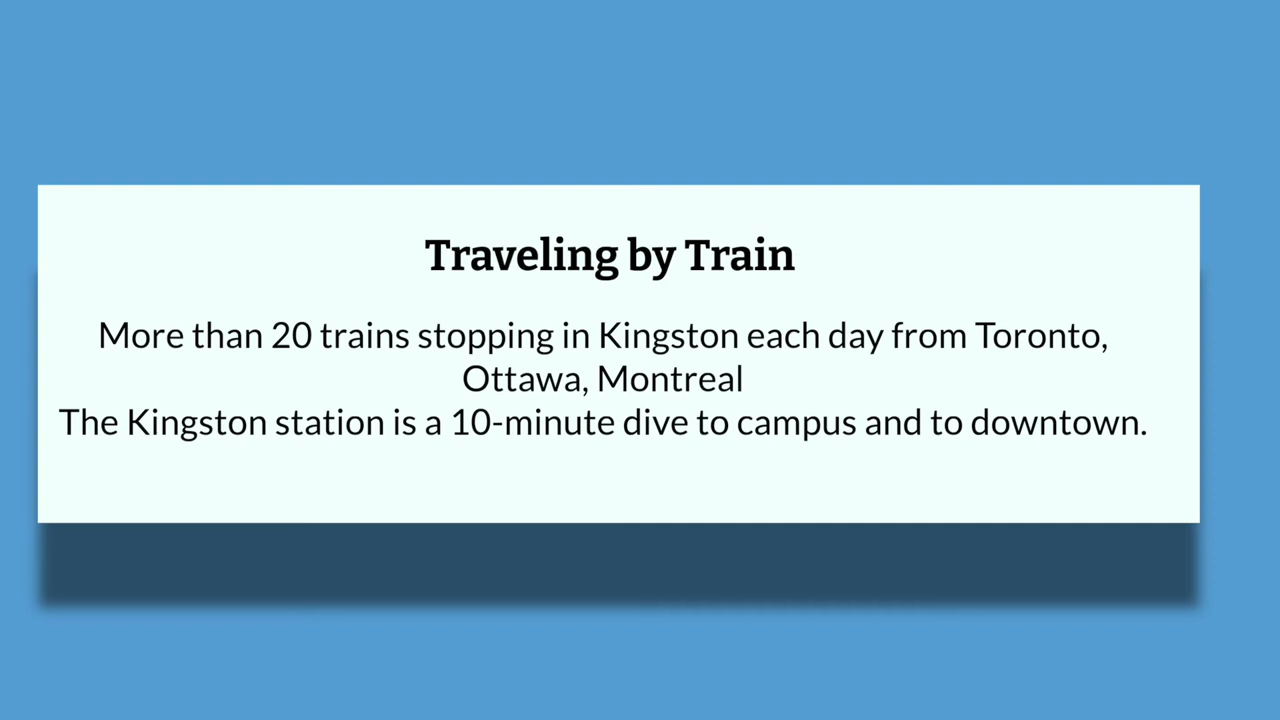 Traveling by Train
More than 20 trains stopping in Kingston each day from Toronto,
Ottawa, Montreal
The Kingston station is a 10-minute dive to campus and to downtown.